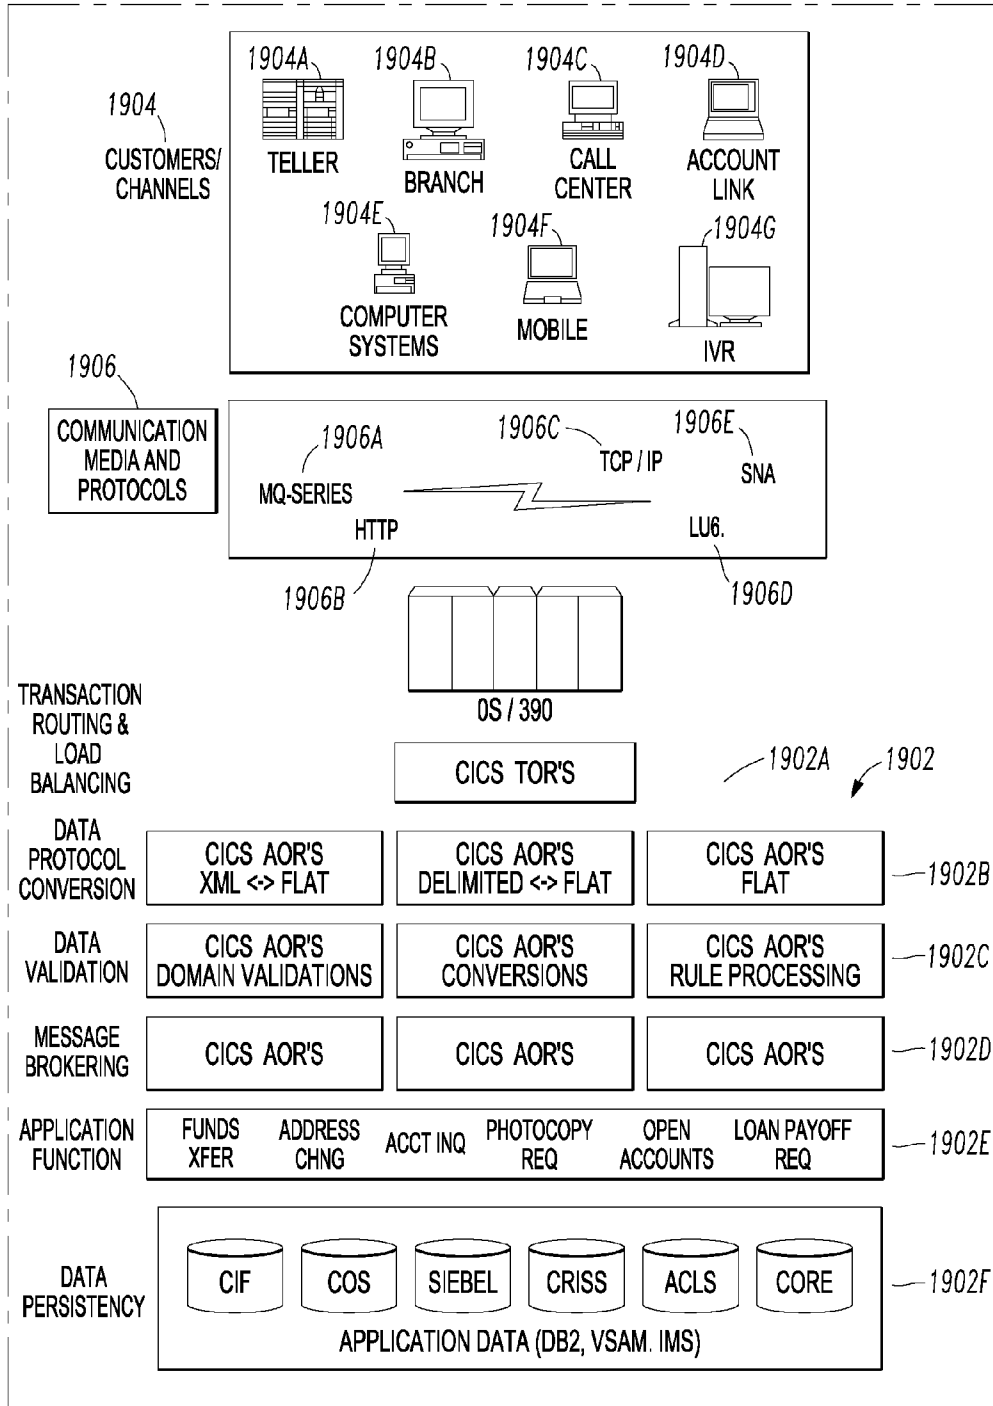 1904A
1904B
1904C
1904D
1904
CUSTOMERS/
CHANNELS
TELLER
BRANCH
CALL
CENTER
ACCOUNT
LINK
1904E
1904F
1904G
COMPUTER
SYSTEMS
MOBILE
IVR
1906
COMMUNICATION
MEDIA AND
PROTOCOLS
1906A
1906C
1906E
MQ-SERIES
TCP / IP
SNA
HTTP
LU6.
1906B
1906D
OS / 390
TRANSACTION
ROUTING &
LOAD
BALANCING
CICS TOR'S
1902A
1902
DATA
PROTOCOL
CONVERSION
CICS AOR'S
XML <-> FLAT
CICS AOR'S
DELIMITED <-> FLAT
CICS AOR'S
FLAT
1902B
DATA
VALIDATION
CICS AOR'S
DOMAIN VALIDATIONS
CICS AOR'S
CONVERSIONS
CICS AOR'S
RULE PROCESSING
1902C
MESSAGE
BROKERING
CICS AOR'S
CICS AOR'S
CICS AOR'S
1902D
APPLICATION
FUNCTION
FUNDS
XFER
ADDRESS
CHNG
ACCT INQ
PHOTOCOPY
REQ
OPEN
ACCOUNTS
LOAN PAYOFF
REQ
1902E
DATA
PERSISTENCY
CIF
COS
SIEBEL
CRISS
ACLS
CORE
APPLICATION DATA (DB2, VSAM. IMS)
1902F